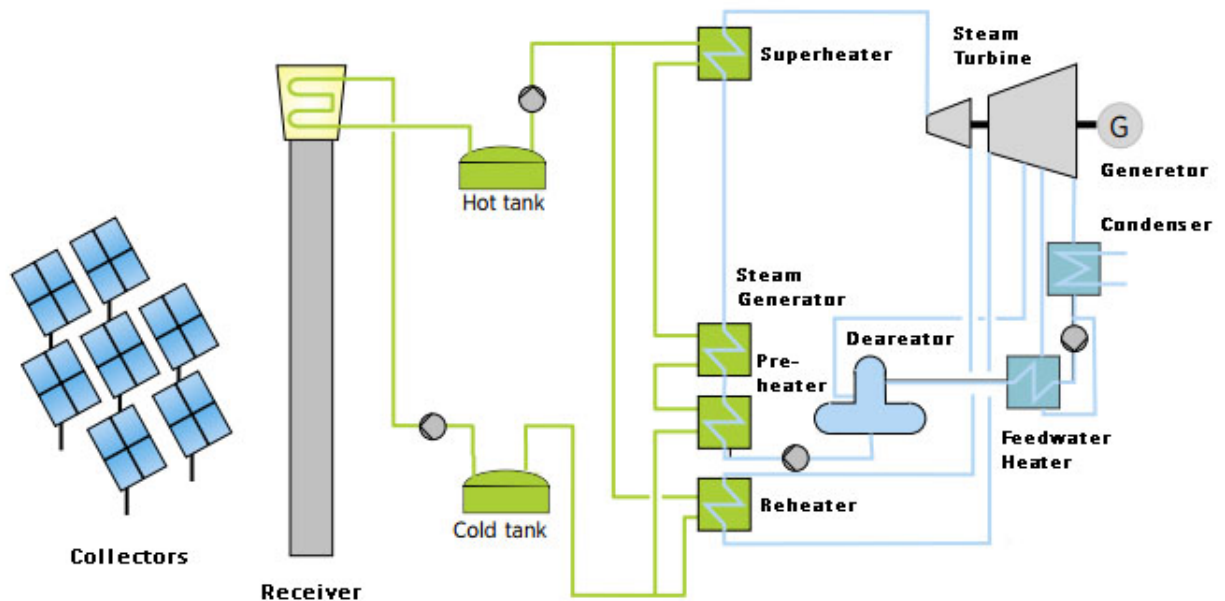 Superheater
Steam
Turbine
G
Generetor
Hot tank
Condenser
Steam
Generator
Deareator
Pre-
heater
Feedwater
Heater
Reheater
Cold tank
Collectors
Receiver